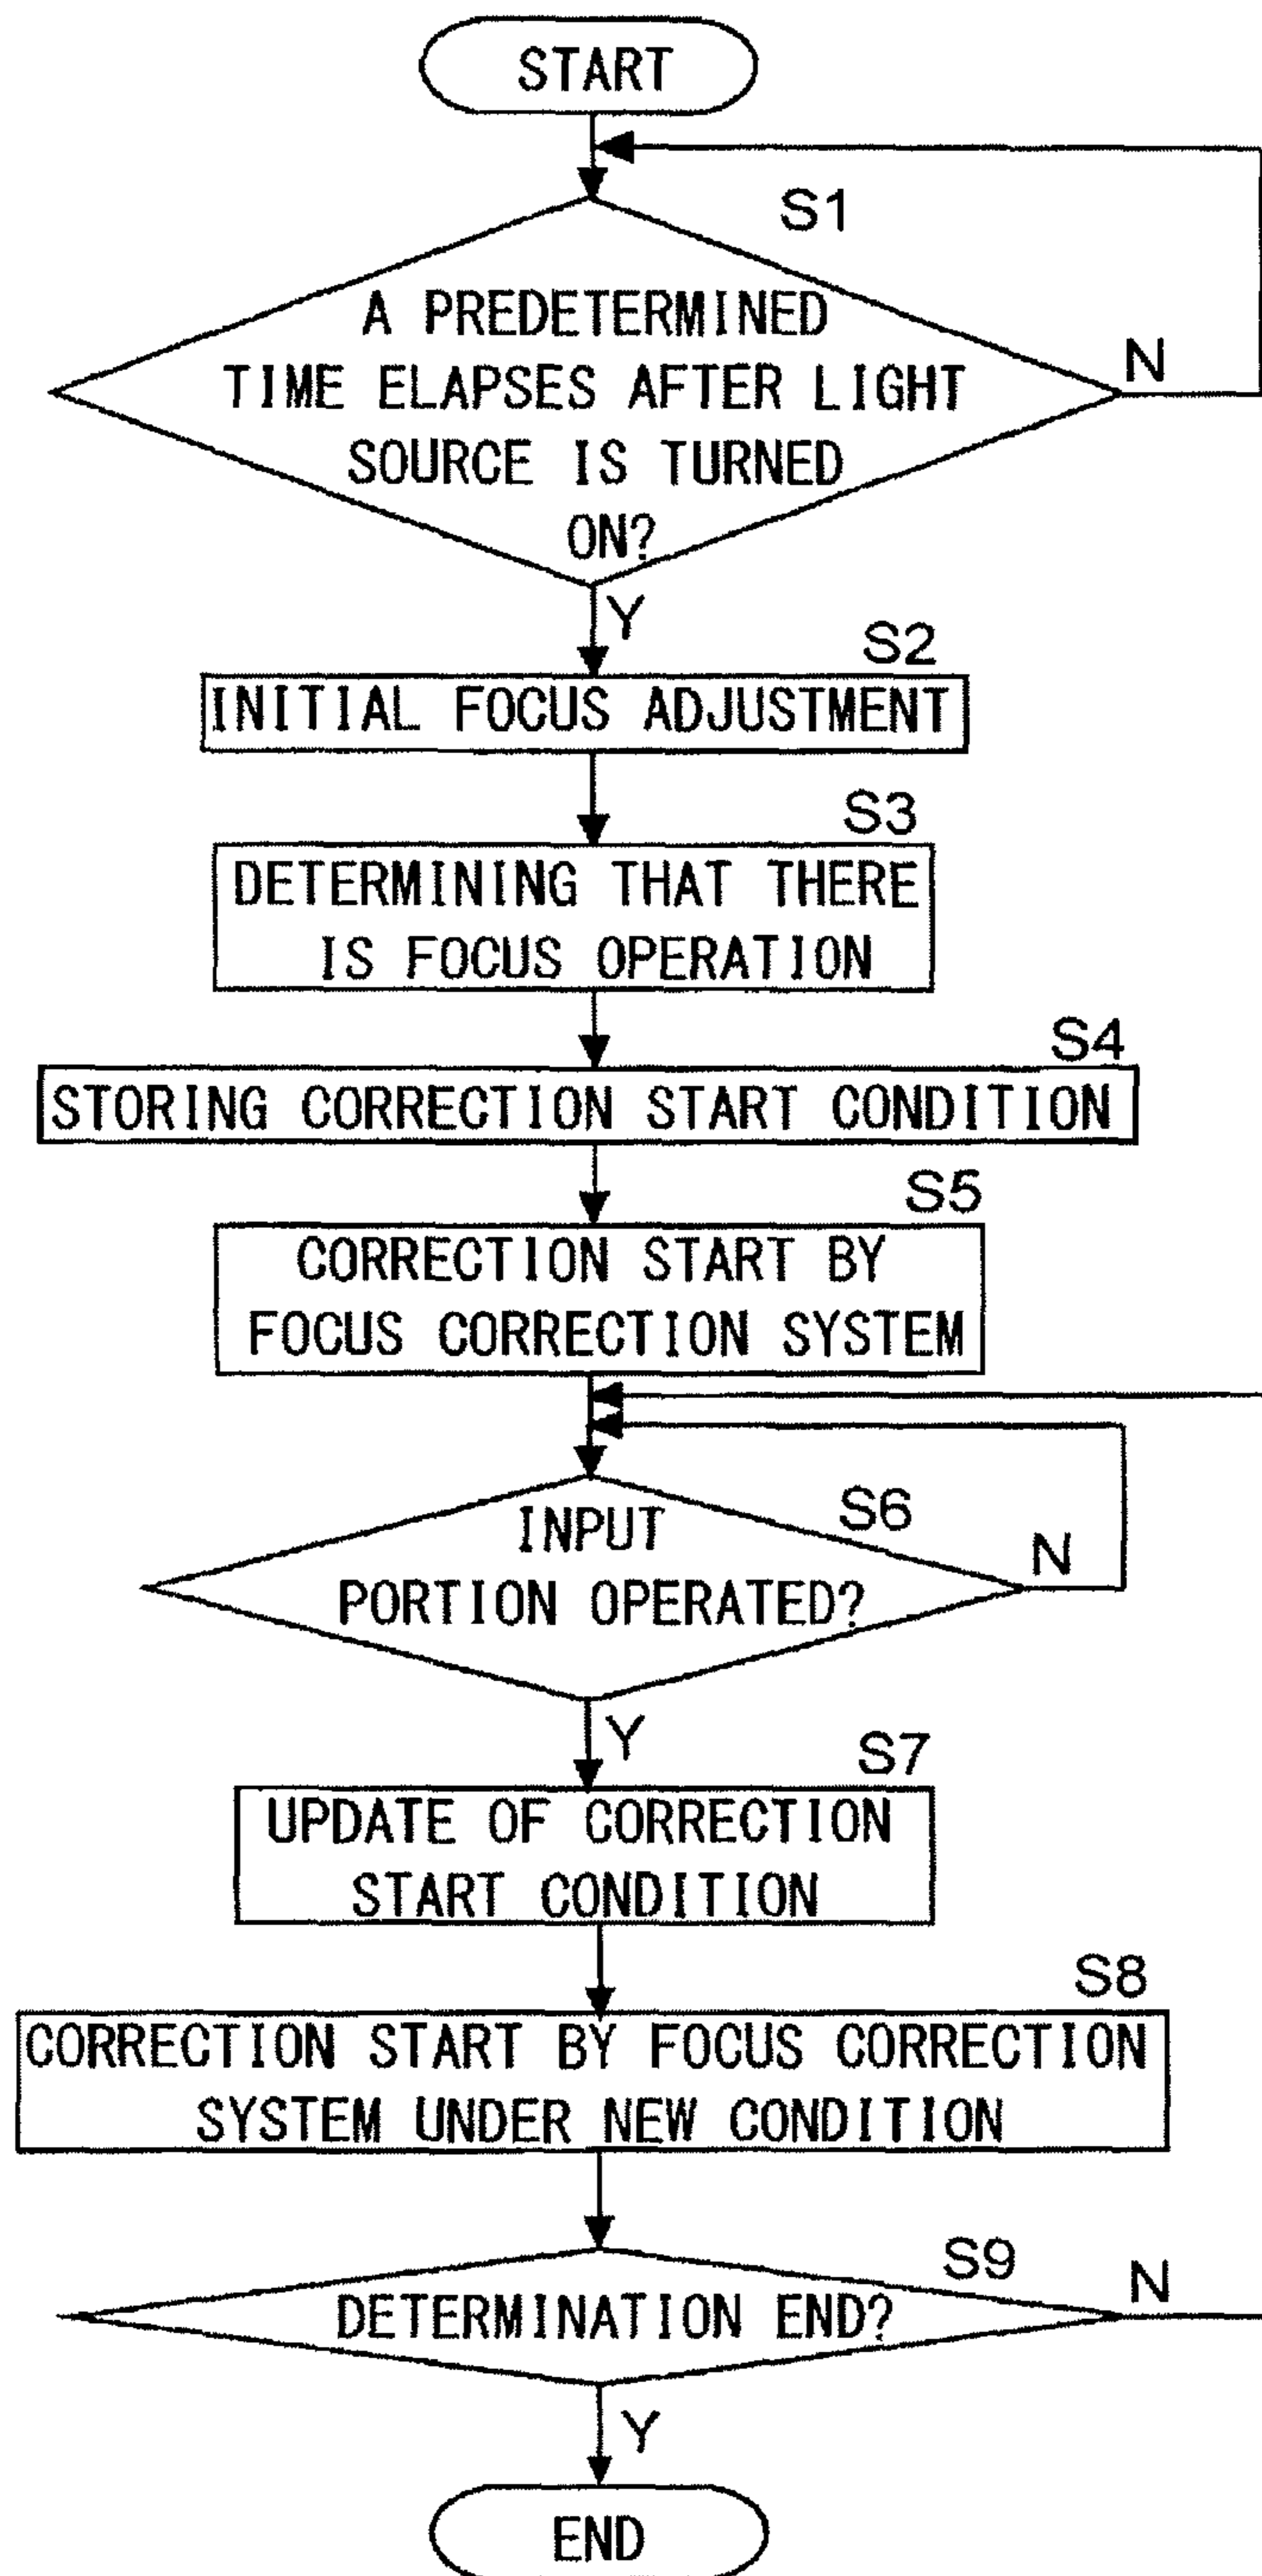 START
S1
A PREDETERMINED
TIME ELAPSES AFTER LIGHT
SOURCE IS TURNED
ON?
N
Y
S2
INITIAL FOCUS ADJUSTMENT
S3
DETERMINING THAT THERE
IS FOCUS OPERATION
S4
STORING CORRECTION START CONDITION
S5
CORRECTION START BY
FOCUS CORRECTION SYSTEM
S6
INPUT
PORTION OPERATED?
N
Y
S7
UPDATE OF CORRECTION
START CONDITION
S8
CORRECTION START BY FOCUS CORRECTION
SYSTEM UNDER NEW CONDITION
S9
DETERMINATION END?
N
Y
END